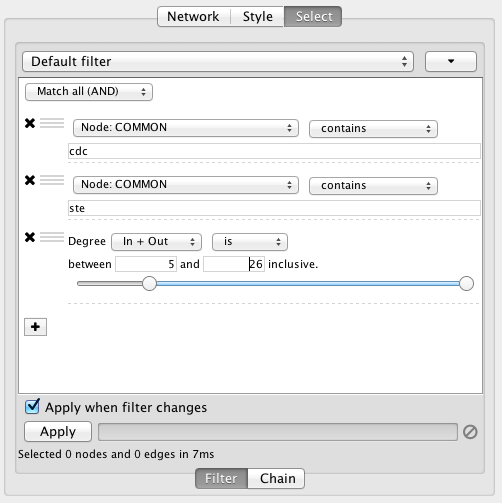 Network Style Select
Default filter
Match all (AND)
Node: COMMON contains
cdc
Node: COMMON contains
ste
Degree In + Out is
between 5 and 26 inclusive.
Apply when filter changes
Apply
Selected 0 nodes and 0 edges in 7ms
Filter Chain